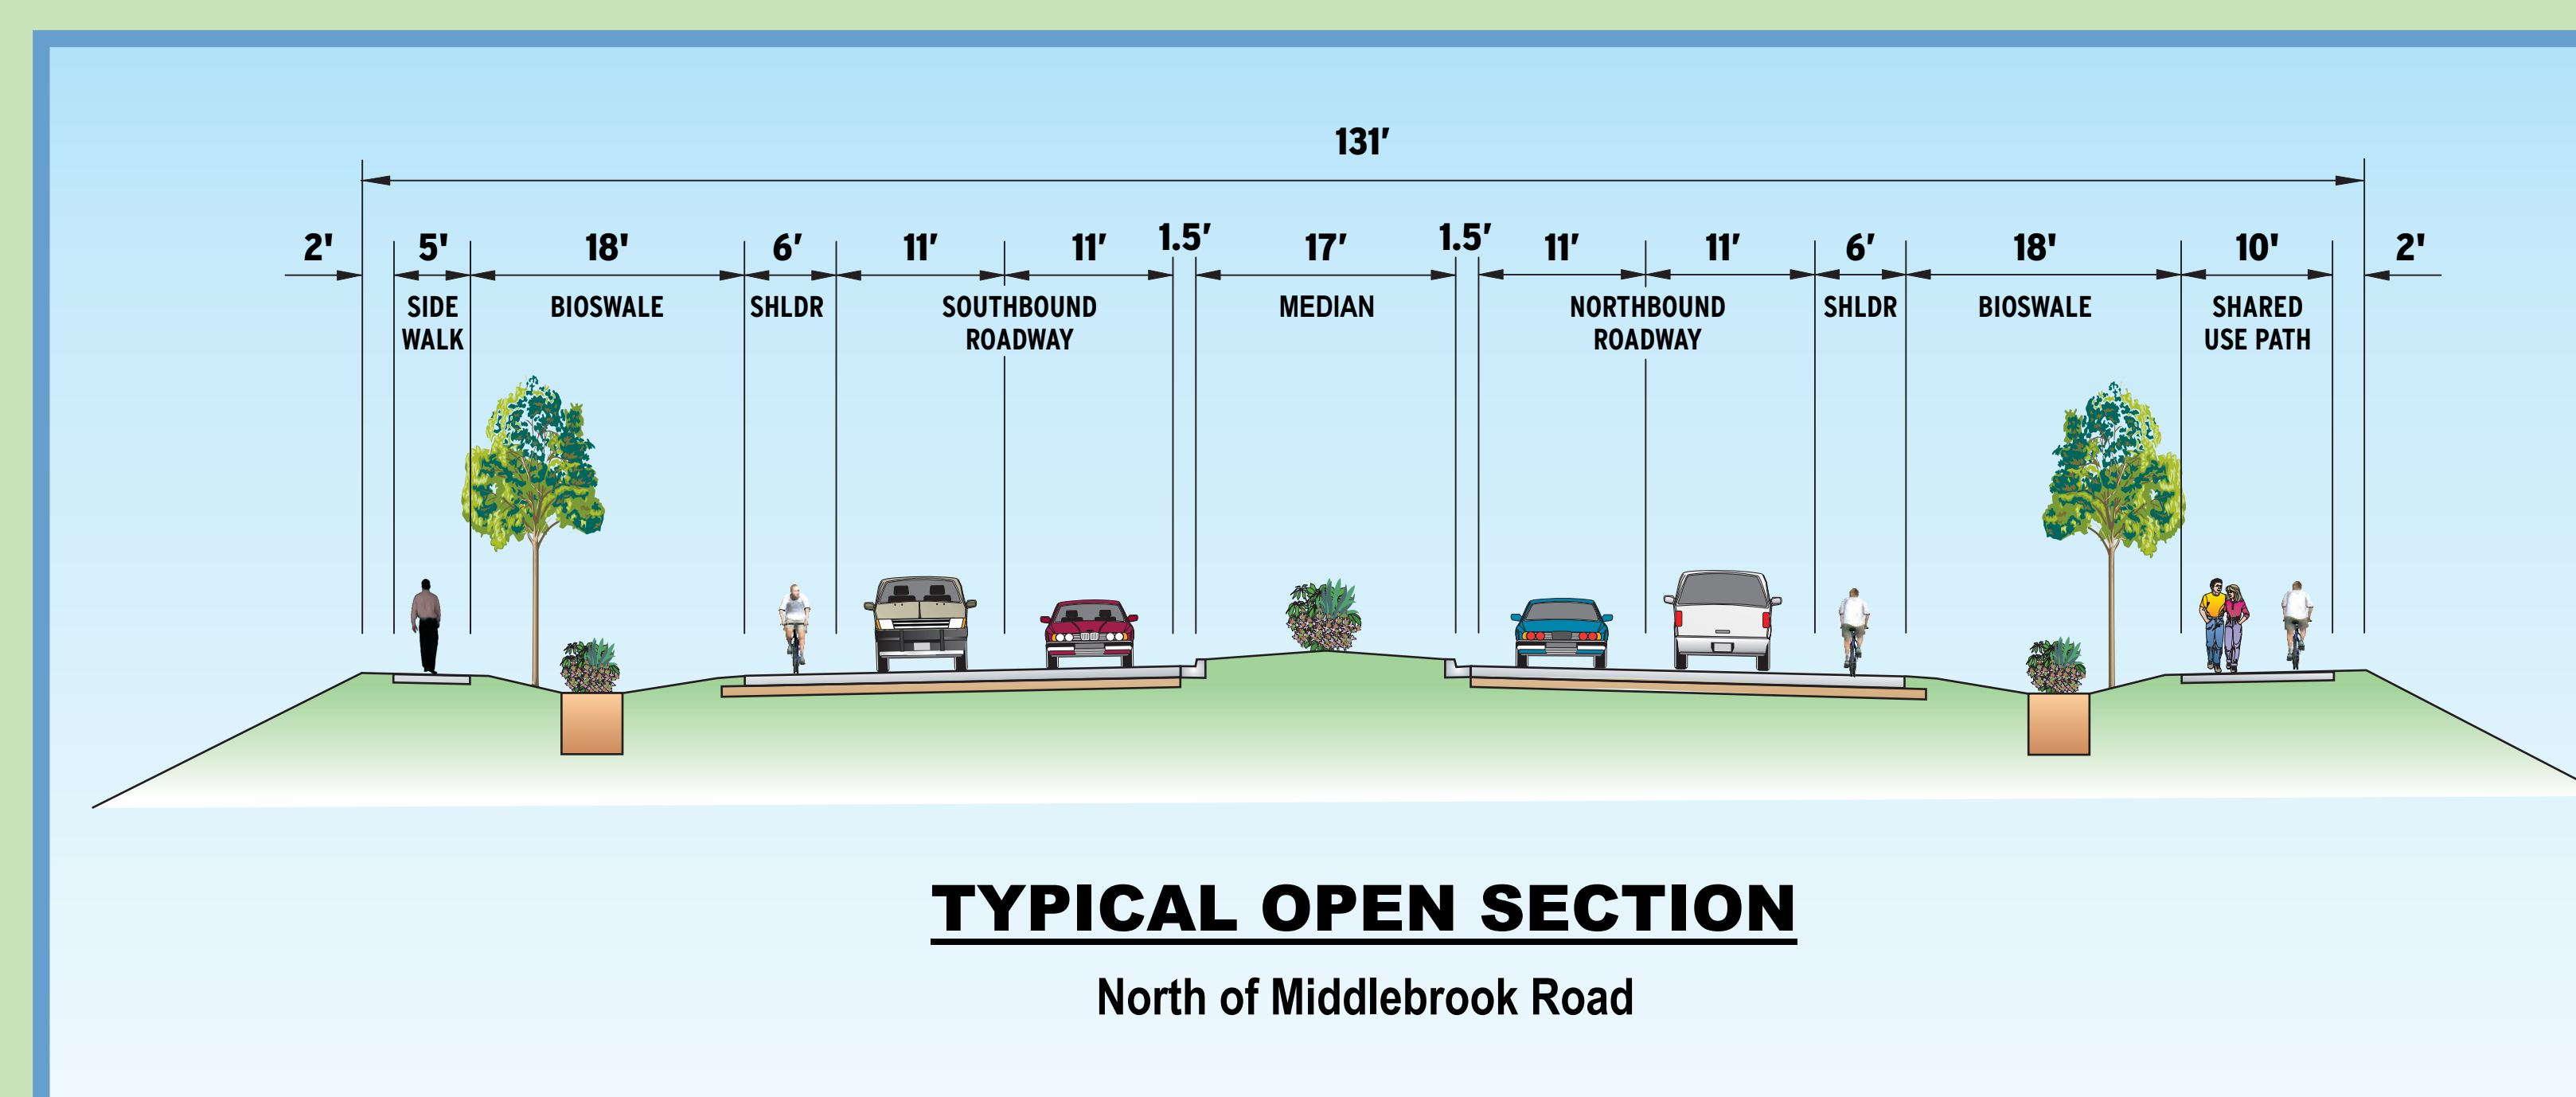 131′
2' 5' 18' 6′ 11′ 11′ 1.5′ 17′ 1.5′ 11′ 11′ 6′ 18' 10' 2'
SIDE WALK
BIOSWALE
SHLDR
SOUTHBOUND ROADWAY
MEDIAN
NORTHBOUND ROADWAY
SHLDR
BIOSWALE
SHARED USE PATH
TYPICAL OPEN SECTION
North of Middlebrook Road